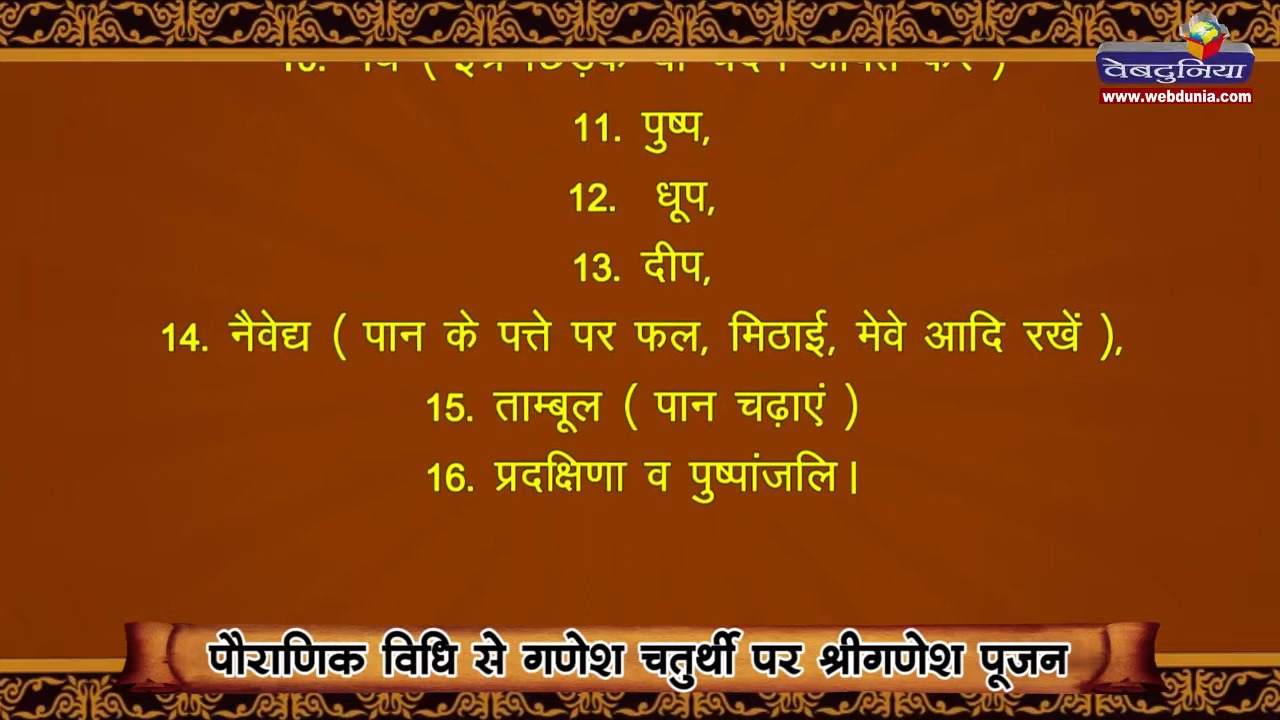 वेबदुनिया
www.webdunia.com
10.
11. पुष्प,
12. धूप,
13. दीप,
14. नैवेद्य ( पान के पत्ते पर फल, मिठाई, मेवे आदि रखें ),
15. ताम्बूल ( पान चढ़ाएं )
16. प्रदक्षिणा व पुष्पांजलि।
पौराणिक विधि से गणेश चतुर्थी पर श्रीगणेश पूजन